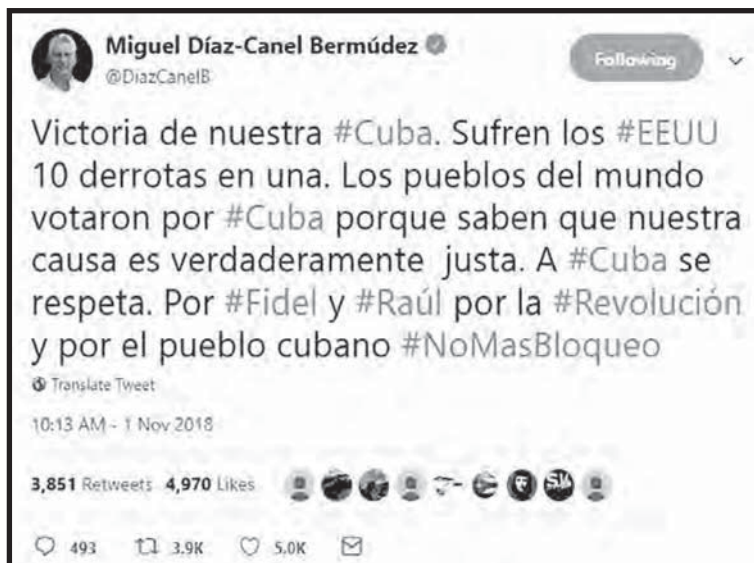 Miguel Díaz-Canel Bermúdez
Following
@DiazCanelB
Victoria de nuestra #Cuba. Sufren los #EEUU
10 derrotas en una. Los pueblos del mundo
votaron por #Cuba porque saben que nuestra
causa es verdaderamente justa. A #Cuba se
respeta. Por #Fidel y #Raúl por la #Revolución
y por el pueblo cubano #NoMasBloqueo
Translate Tweet
10:13 AM - 1 Nov 2018
3,851 Retweets 4,970 Likes
493 3.9K 5.0K